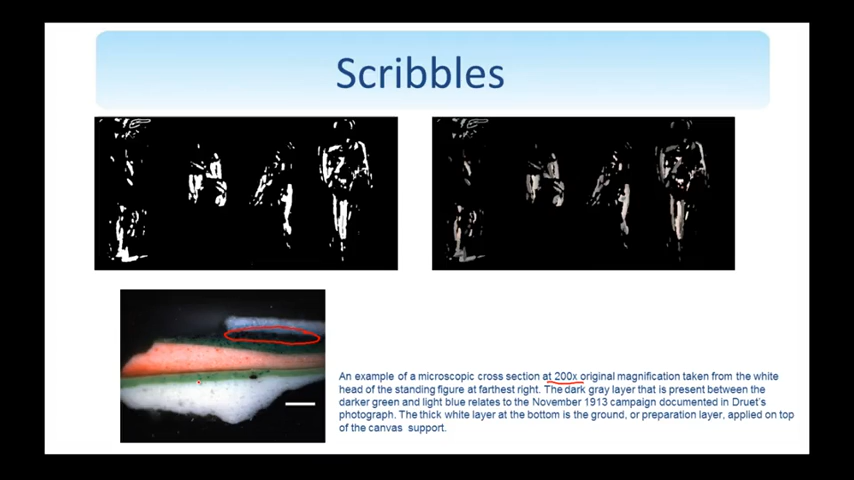 Scribbles
An example of a microscopic cross section at 200x original magnification taken from the white
head of the standing figure at farthest right. The dark gray layer that is present between the
darker green and light blue relates to the November 1913 campaign documented in Druet's
photograph. The thick white layer at the bottom is the ground, or preparation layer, applied on top
of the canvas support.